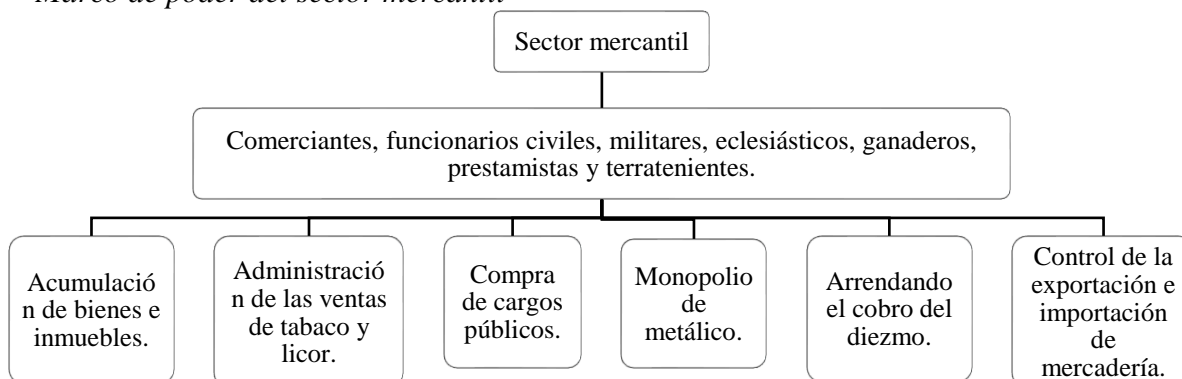 Marco de poder del sector mercantil
Sector mercantil
Comerciantes, funcionarios civiles, militares, eclesiásticos, ganaderos,
prestamistas y terratenientes.
Acumulació
n de bienes e
inmuebles.
Administració
n de las ventas
de tabaco y
licor.
Compra
de cargos
públicos.
Monopolio
de
metálico.
Arrendando
el cobro del
diezmo.
Control de la
exportación e
importación
de
mercadería.